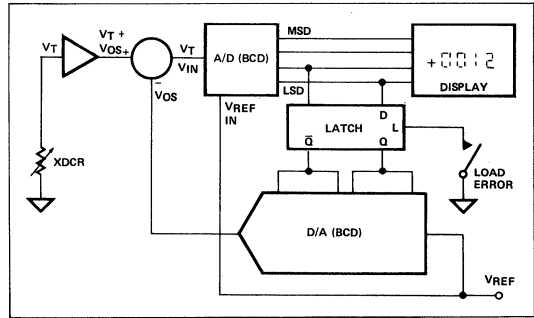 MSD
VT
VT +
VOS+
VT
VIN
A/D (BCD)
+0012
DISPLAY
LSD
−
VOS
VREF
IN
D
L
LATCH
Q̅
Q
XDCR
LOAD
ERROR
D/A (BCD)
VREF